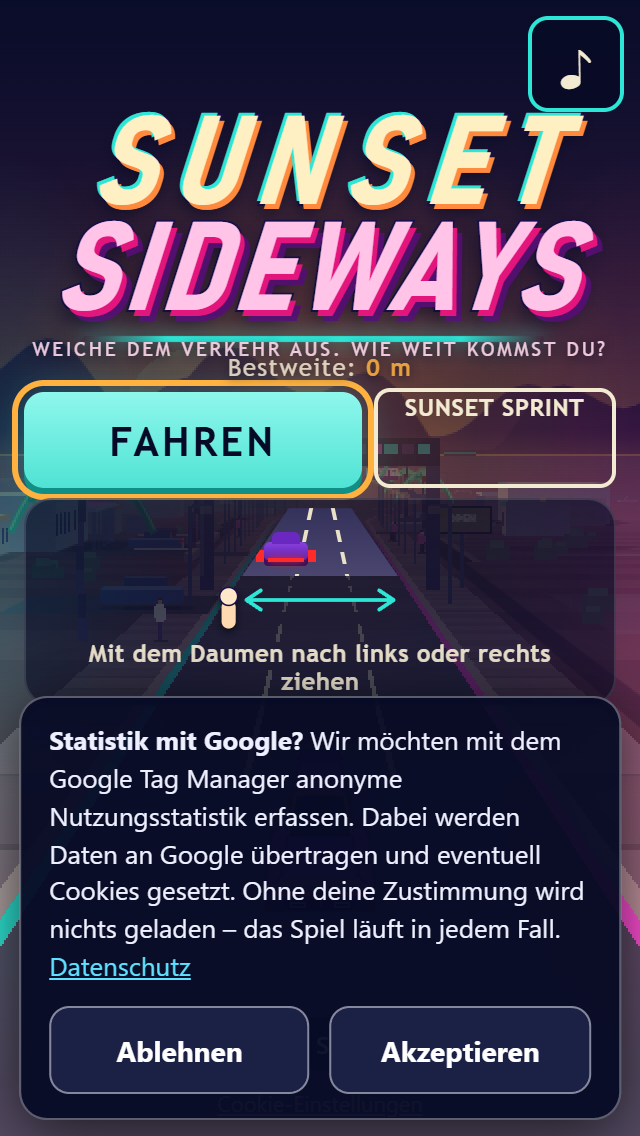 SUNSET
SIDEWAYS
WEICHE DEM VERKEHR AUS. WIE WEIT KOMMST DU?
Bestweite: 0 m
FAHREN
SUNSET SPRINT
OPEN
Mit dem Daumen nach links oder rechts
ziehen
Statistik mit Google? Wir möchten mit dem
Google Tag Manager anonyme
Nutzungsstatistik erfassen. Dabei werden
Daten an Google übertragen und eventuell
Cookies gesetzt. Ohne deine Zustimmung wird
nichts geladen – das Spiel läuft in jedem Fall.
Datenschutz
Ablehnen
Akzeptieren
Cookie-Einstellungen